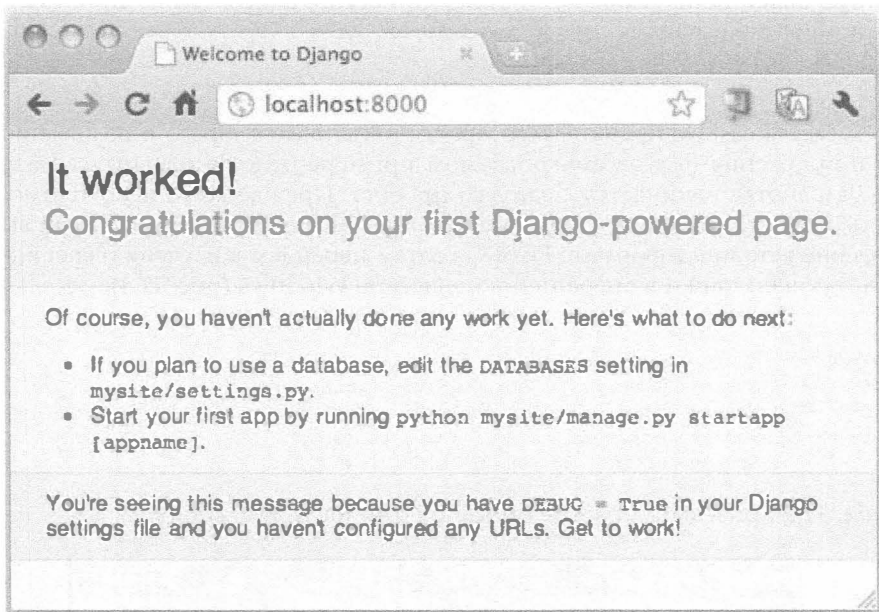 Welcome to Django
localhost:8000
It worked!
Congratulations on your first Django-powered page.
Of course, you haven't actually done any work yet. Here's what to do next:
• If you plan to use a database, edit the DATABASES setting in
mysite/settings.py.
• Start your first app by running python mysite/manage.py startapp
[appname].
You're seeing this message because you have DEBUG = True in your Django
settings file and you haven't configured any URLs. Get to work!